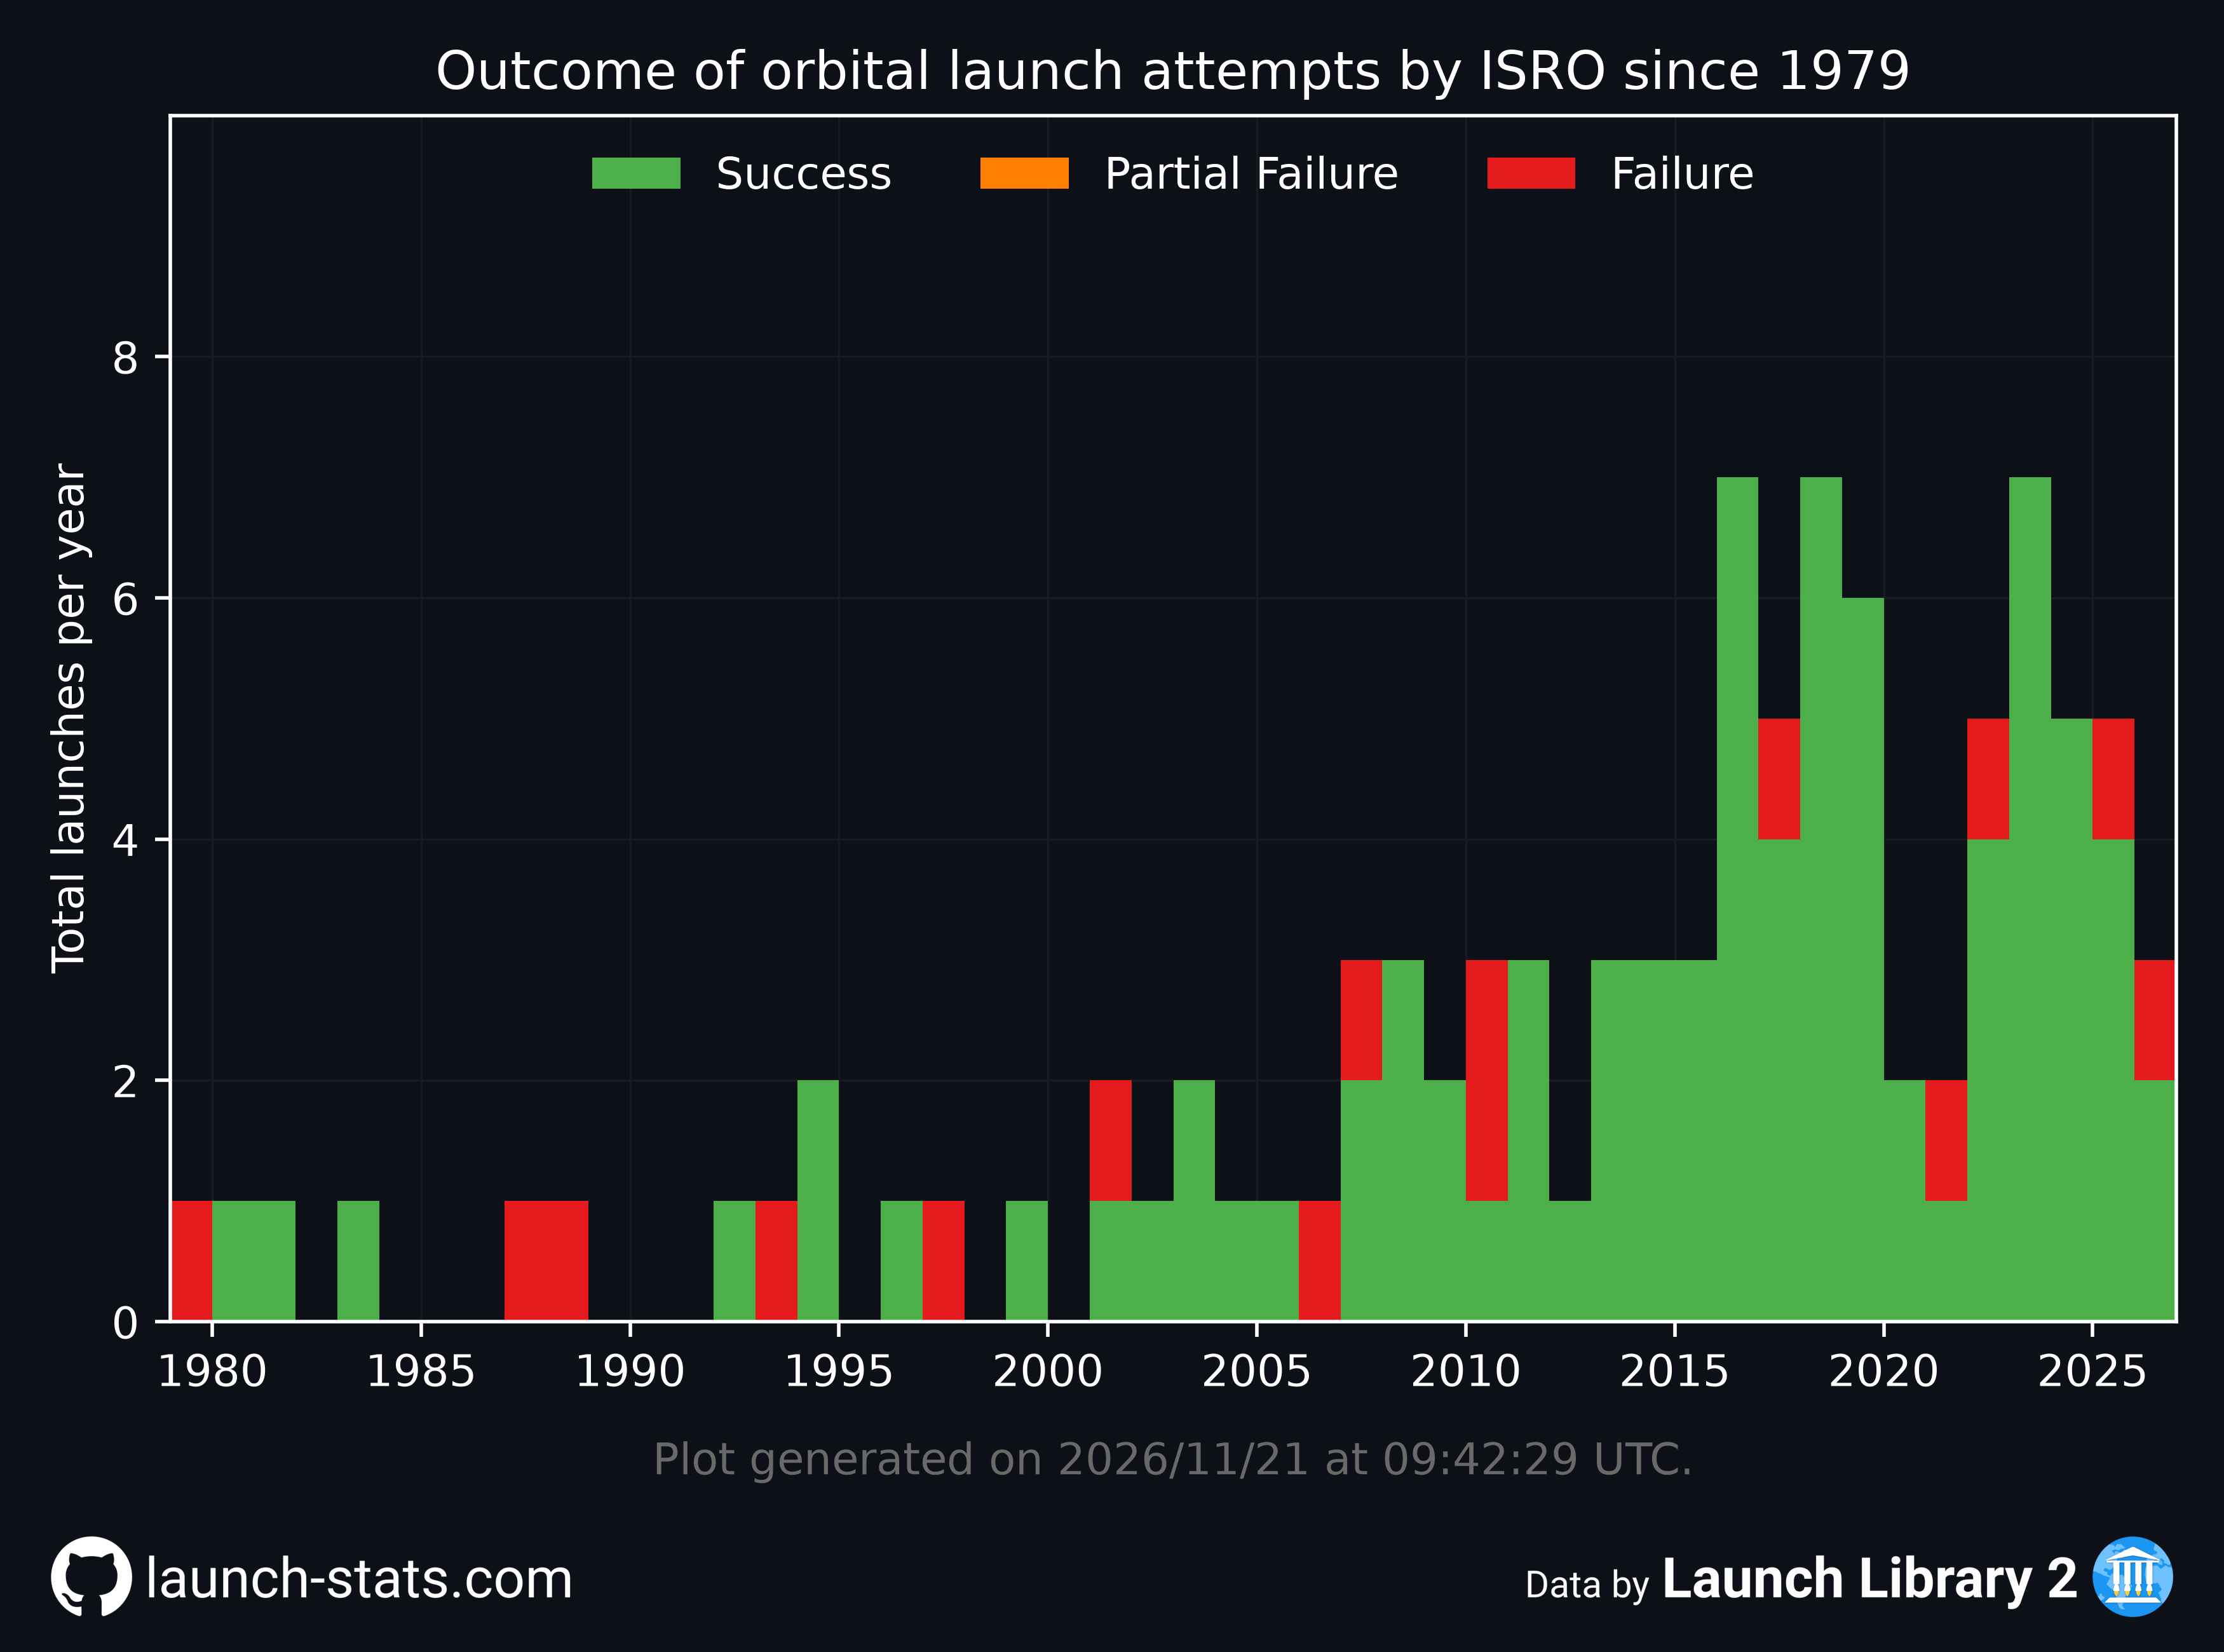 Outcome of orbital launch attempts by ISRO since 1979
Success Partial Failure Failure
Total launches per year
8
6
4
2
0
1980 1985 1990 1995 2000 2005 2010 2015 2020 2025
Plot generated on 2026/11/21 at 09:42:29 UTC.
launch-stats.com
Data by Launch Library 2